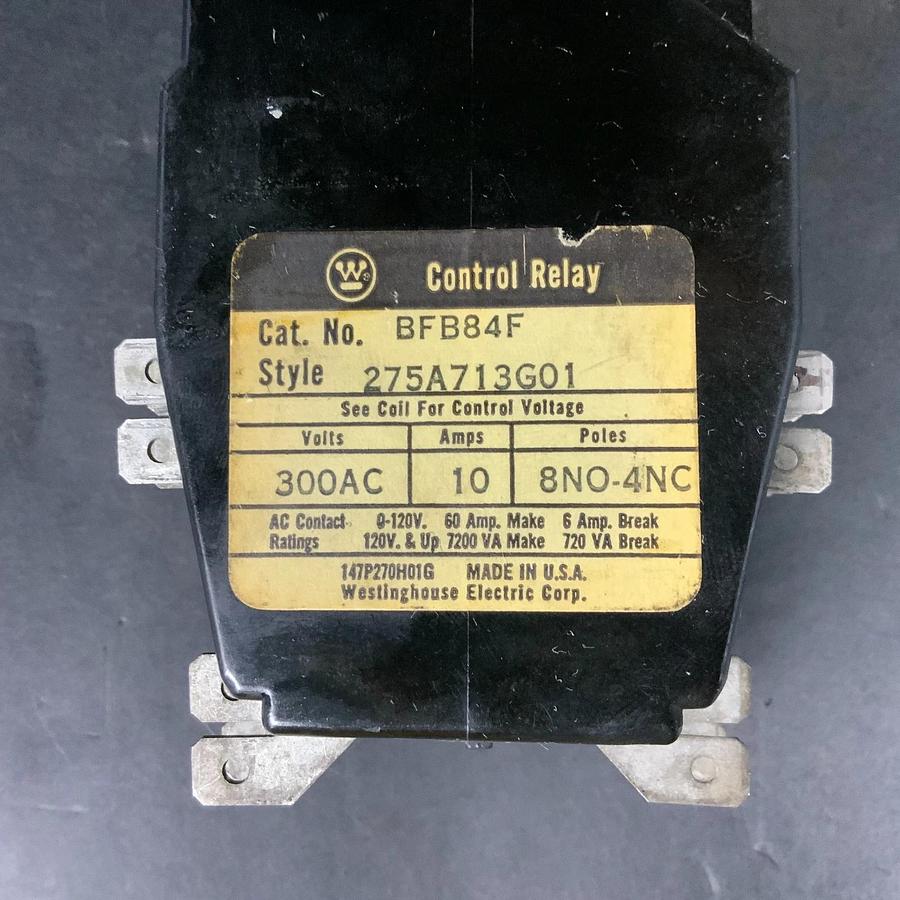 W® Control Relay
Cat. No. BFB84F
Style 275A713G01
See Coil For Control Voltage
Volts Amps Poles
300AC 10 8NO-4NC
AC Contact 0-120V. 60 Amp. Make 6 Amp. Break
Ratings 120V. & Up 7200 VA Make 720 VA Break
147P270H01G MADE IN U.S.A.
Westinghouse Electric Corp.